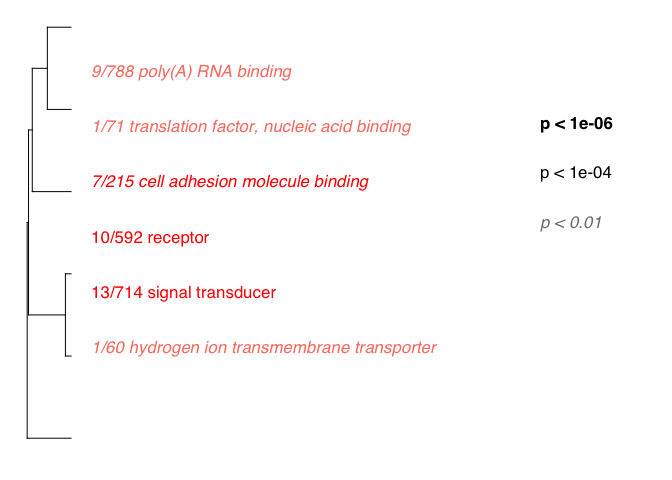 9/788 poly(A) RNA binding
1/71 translation factor, nucleic acid binding
p < 1e-06
7/215 cell adhesion molecule binding
p < 1e-04
10/592 receptor
p < 0.01
13/714 signal transducer
1/60 hydrogen ion transmembrane transporter